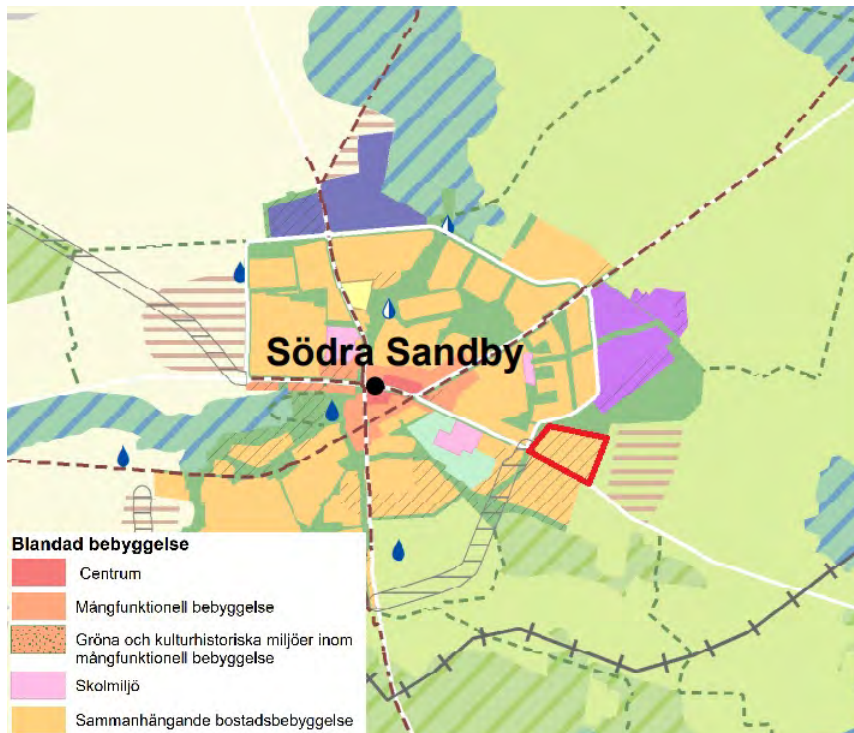 Södra Sandby
Blandad bebyggelse
Centrum
Mångfunktionell bebyggelse
Gröna och kulturhistoriska miljöer inom
mångfunktionell bebyggelse
Skolmiljö
Sammanhängande bostadsbebyggelse